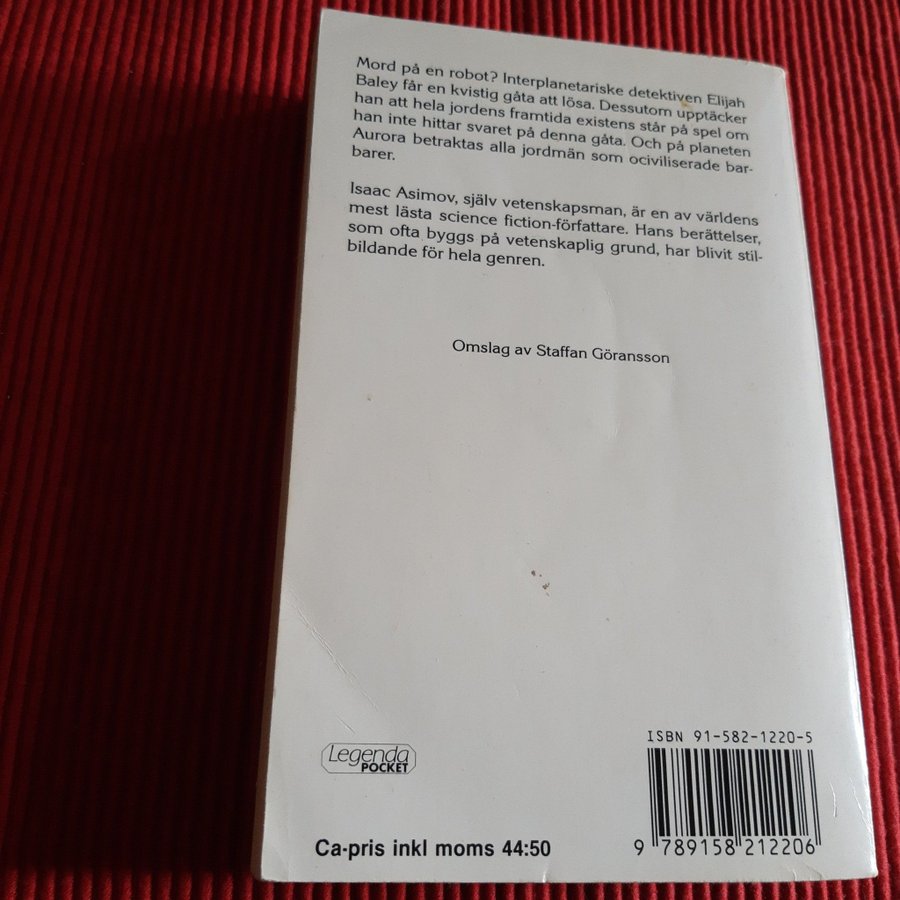 Mord på en robot? Interplanetariske detektiven Elijah
Baley får en kvistig gåta att lösa. Dessutom upptäcker
han att hela jordens framtida existens står på spel om
han inte hittar svaret på denna gåta. Och på planeten
Aurora betraktas alla jordmän som ociviliserade bar-
barer.
Isaac Asimov, själv vetenskapsman, är en av världens
mest lästa science fiction-författare. Hans berättelser,
som ofta byggs på vetenskaplig grund, har blivit stil-
bildande för hela genren.
Omslag av Staffan Göransson
ISBN 91-582-1220-5
Legenda
POCKET
Ca-pris inkl moms 44:50
9 789158 212206